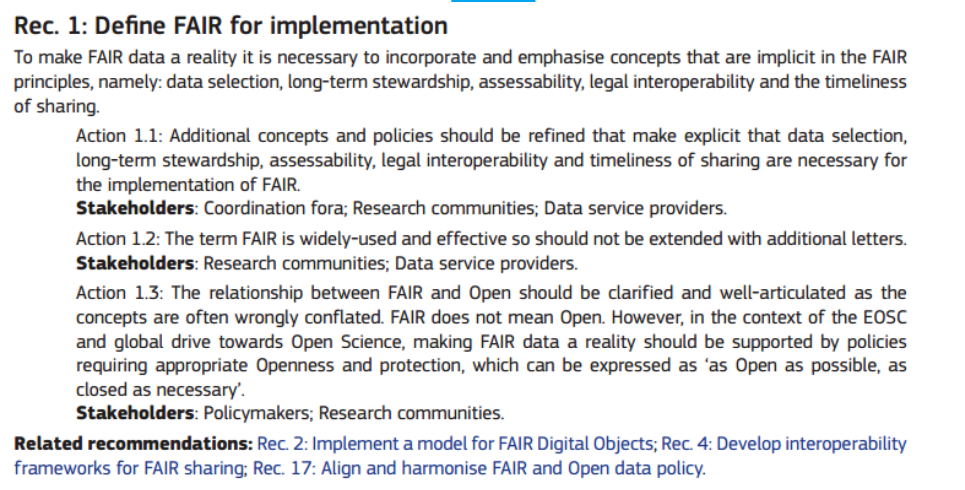 Rec. 1: Define FAIR for implementation
To make FAIR data a reality it is necessary to incorporate and emphasise concepts that are implicit in the FAIR
principles, namely: data selection, long-term stewardship, assessability, legal interoperability and the timeliness
of sharing.
Action 1.1: Additional concepts and policies should be refined that make explicit that data selection,
long-term stewardship, assessability, legal interoperability and timeliness of sharing are necessary for
the implementation of FAIR.
Stakeholders: Coordination fora; Research communities; Data service providers.
Action 1.2: The term FAIR is widely-used and effective so should not be extended with additional letters.
Stakeholders: Research communities; Data service providers.
Action 1.3: The relationship between FAIR and Open should be clarified and well-articulated as the
concepts are often wrongly conflated. FAIR does not mean Open. However, in the context of the EOSC
and global drive towards Open Science, making FAIR data a reality should be supported by policies
requiring appropriate Openness and protection, which can be expressed as ‘as Open as possible, as
closed as necessary’.
Stakeholders: Policymakers; Research communities.
Related recommendations: Rec. 2: Implement a model for FAIR Digital Objects; Rec. 4: Develop interoperability
frameworks for FAIR sharing; Rec. 17: Align and harmonise FAIR and Open data policy.